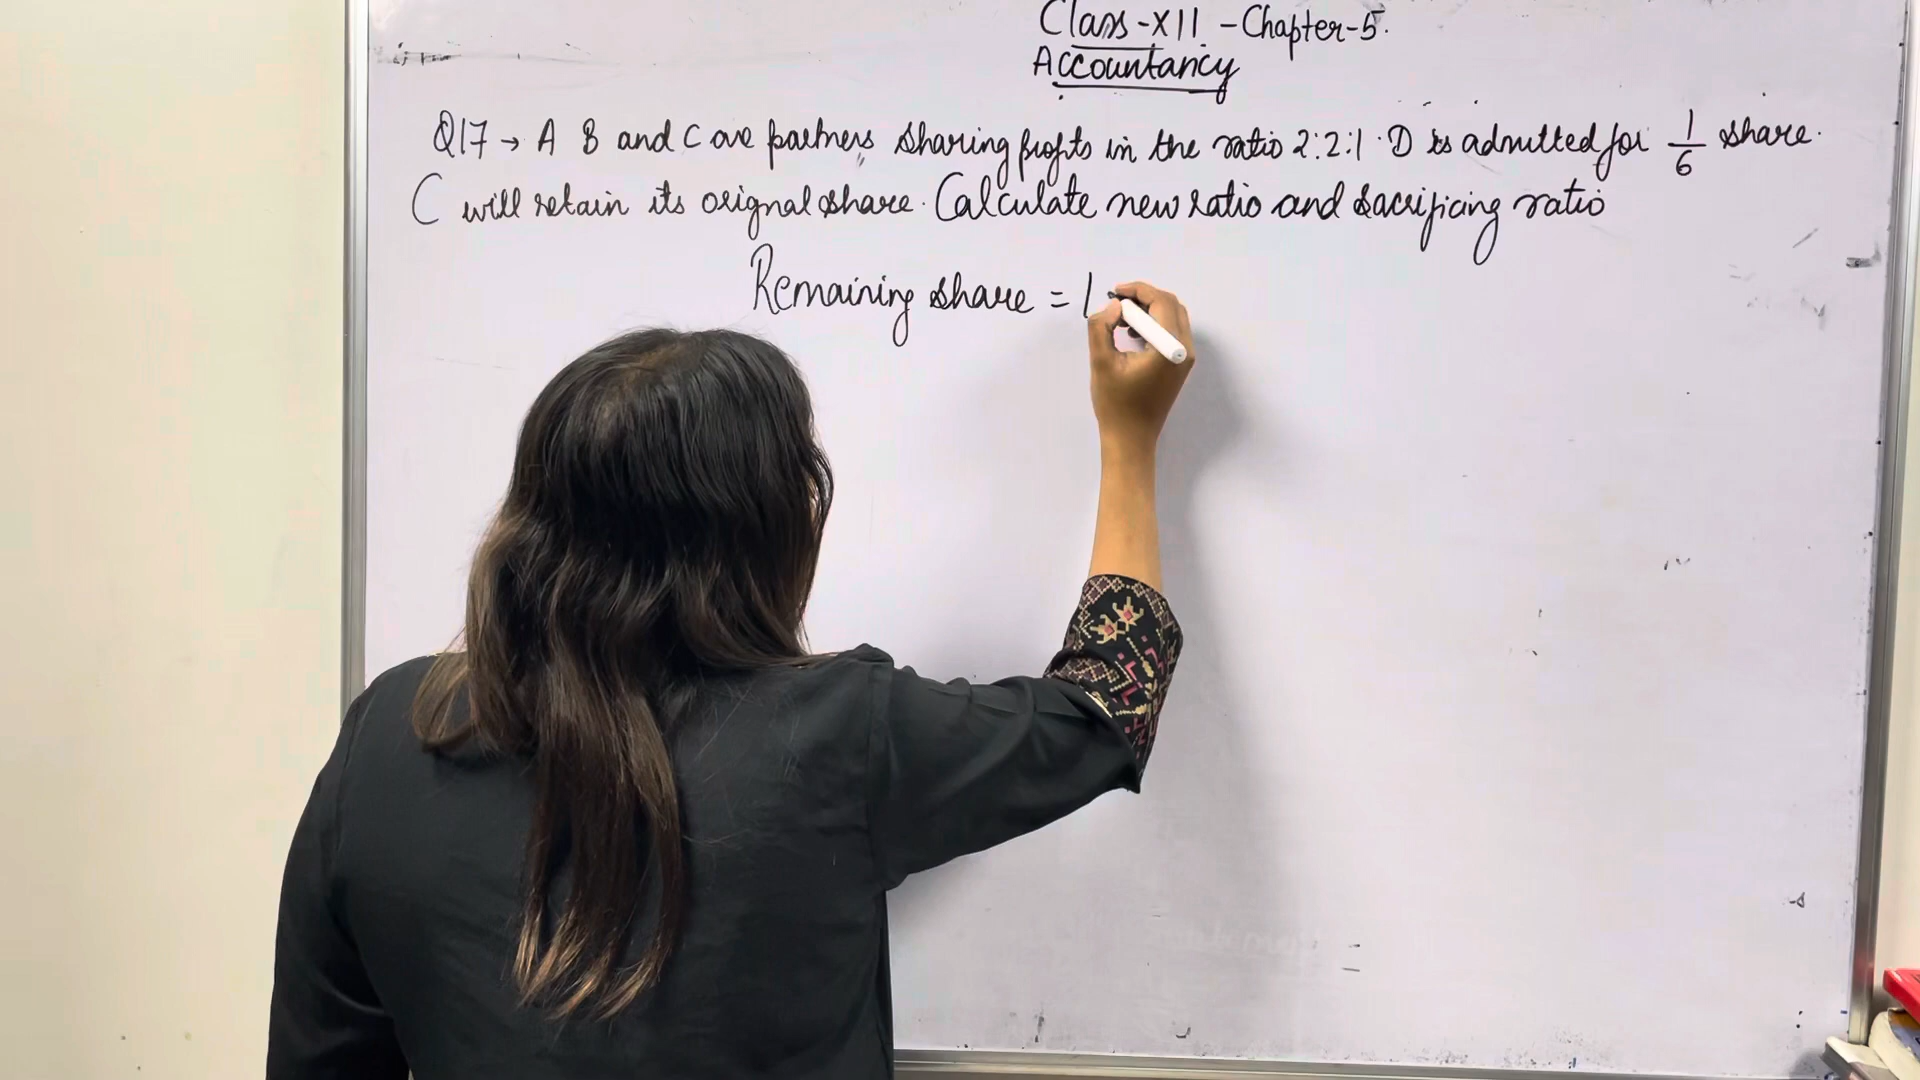 Class-XII - Chapter-5.
Accountancy
Q17 → A B and C are partners sharing profits in the ratio 2:2:1. D is admitted for 1/6 share.
C will retain its orignal share. Calculate new ratio and sacrificing ratio
Remaining share = 1